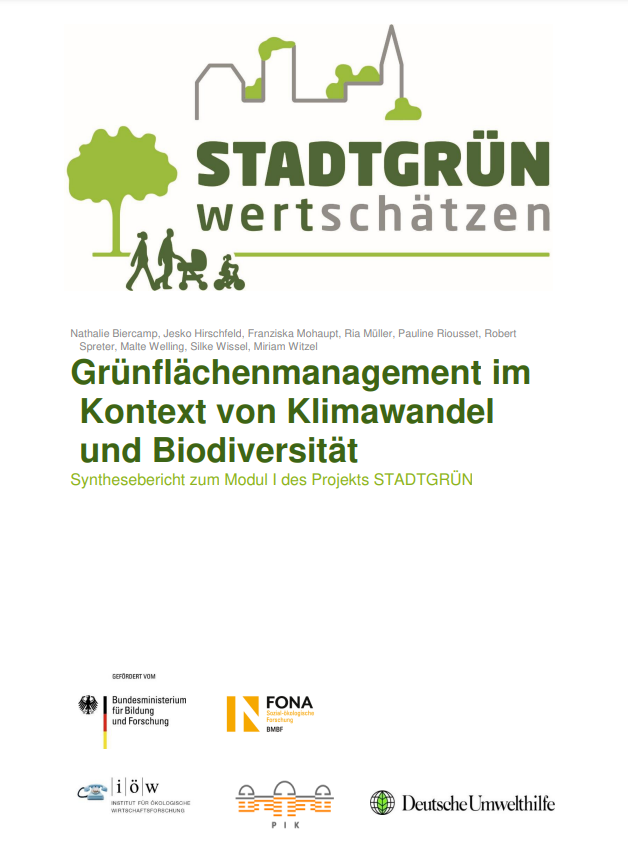 STADTGRÜN
wertschätzen
Nathalie Biercamp, Jesko Hirschfeld, Franziska Mohaupt, Ria Müller, Pauline Riousset, Robert
Spreter, Malte Welling, Silke Wissel, Miriam Witzel
Grünflächenmanagement im
Kontext von Klimawandel
und Biodiversität
Synthesebericht zum Modul I des Projekts STADTGRÜN
GEFÖRDERT VOM
Bundesministerium
für Bildung
und Forschung
FONA
Sozial-ökologische
Forschung
BMBF
|i|ö|w
INSTITUT FÜR ÖKOLOGISCHE
WIRTSCHAFTSFORSCHUNG
PIK
Deutsche Umwelthilfe